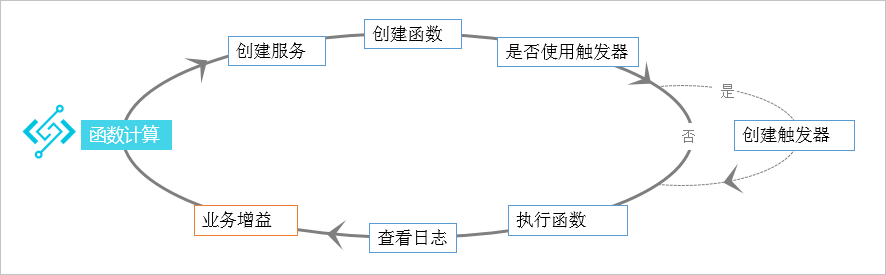 函数计算
创建服务
创建函数
是否使用触发器
是
否
创建触发器
执行函数
查看日志
业务增益